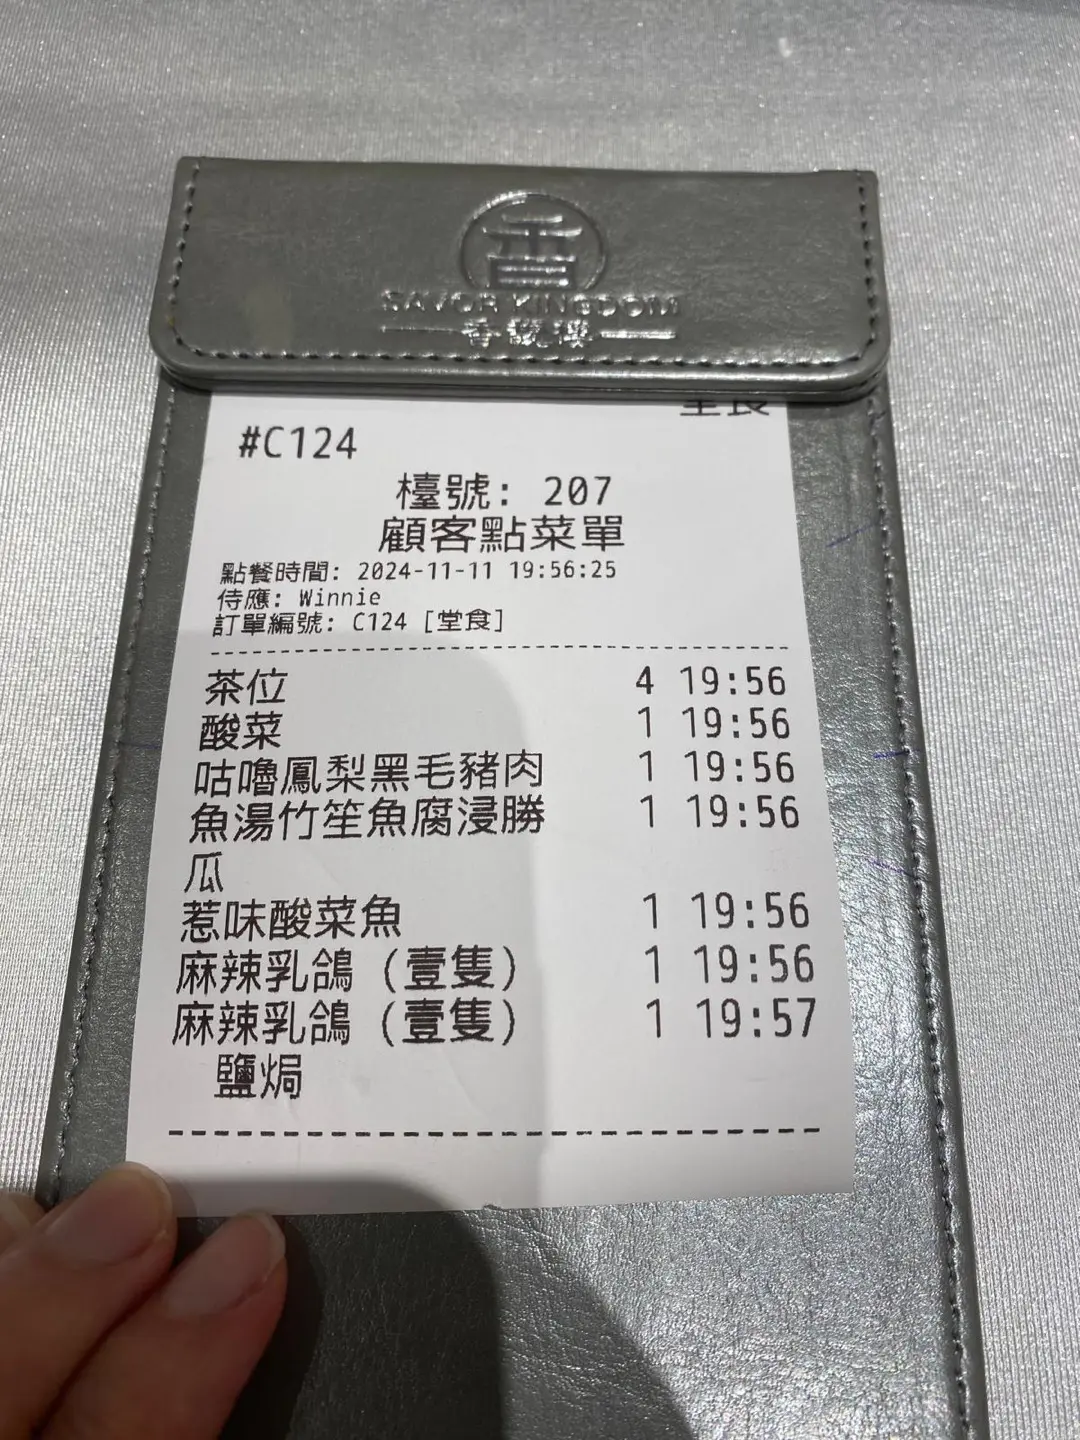 香
SAVOR KINGDOM
香饌樓
堂食
#C124
檯號: 207
顧客點菜單
點餐時間: 2024-11-11 19:56:25
侍應: Winnie
訂單編號: C124 [堂食]
茶位 4 19:56
酸菜 1 19:56
咕嚕鳳梨黑毛豬肉 1 19:56
魚湯竹笙魚腐浸勝 1 19:56
瓜
惹味酸菜魚 1 19:56
麻辣乳鴿 (壹隻) 1 19:56
麻辣乳鴿 (壹隻) 1 19:57
鹽焗